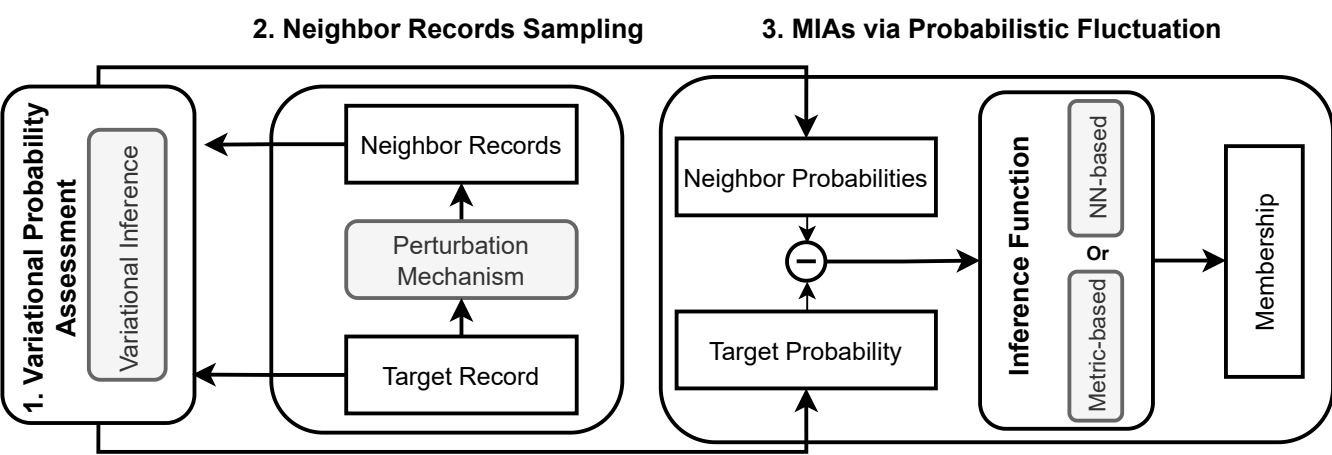 2. Neighbor Records Sampling
3. MIAs via Probabilistic Fluctuation
1. Variational Probability
Assessment
Variational Inference
Neighbor Records
Perturbation
Mechanism
Target Record
Neighbor Probabilities
−
Target Probability
Inference Function
NN-based
Or
Metric-based
Membership